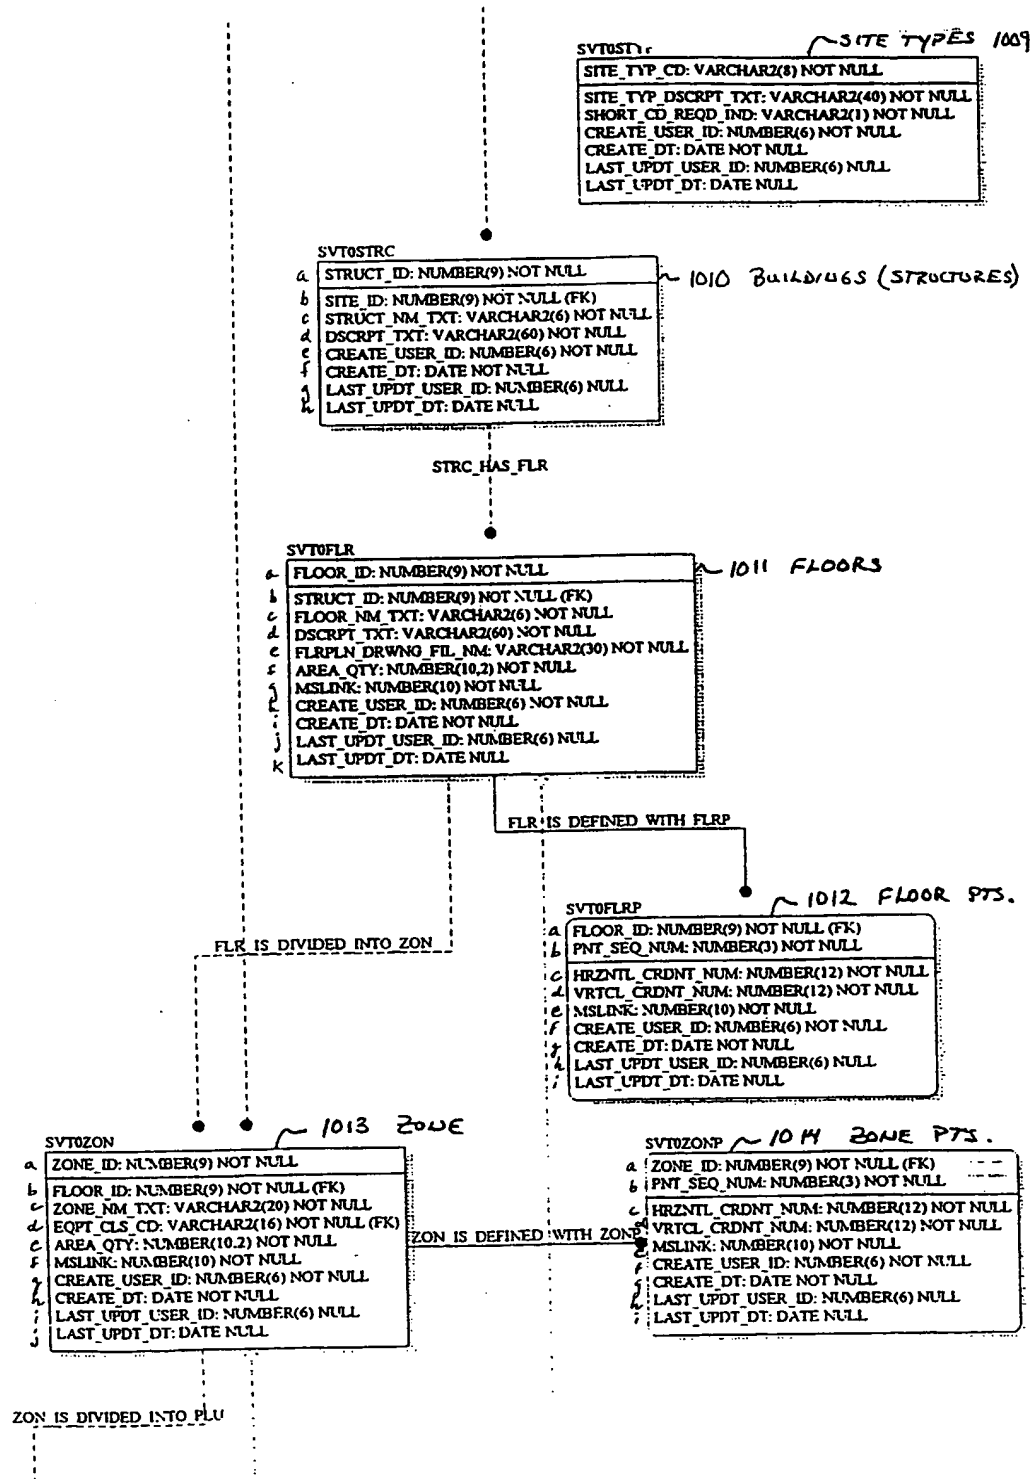 SITE TYPES 1009
SITE_TYP_CD: VARCHAR2(8) NOT NULL
SITE_TYP_DSCRPT_TXT: VARCHAR2(40) NOT NULL
SHORT_CD_REQD_IND: VARCHAR2(1) NOT NULL
CREATE_USER_ID: NUMBER(6) NOT NULL
CREATE_DT: DATE NOT NULL
LAST_UPDT_USER_ID: NUMBER(6) NULL
LAST_UPDT_DT: DATE NULL
SVT0STRC
a STRUCT_ID: NUMBER(9) NOT NULL
1010 BUILDINGS (STRUCTURES)
b SITE_ID: NUMBER(9) NOT NULL (FK)
c STRUCT_NM_TXT: VARCHAR2(6) NOT NULL
d DSCRPT_TXT: VARCHAR2(60) NOT NULL
e CREATE_USER_ID: NUMBER(6) NOT NULL
f CREATE_DT: DATE NOT NULL
g LAST_UPDT_USER_ID: NUMBER(6) NULL
h LAST_UPDT_DT: DATE NULL
STRC_HAS_FLR
SVT0FLR
a FLOOR_ID: NUMBER(9) NOT NULL
1011 FLOORS
b STRUCT_ID: NUMBER(9) NOT NULL (FK)
c FLOOR_NM_TXT: VARCHAR2(6) NOT NULL
d DSCRPT_TXT: VARCHAR2(60) NOT NULL
e FLRPLN_DRWNG_FIL_NM: VARCHAR2(30) NOT NULL
f AREA_QTY: NUMBER(10,2) NOT NULL
g MSLINK: NUMBER(10) NOT NULL
h CREATE_USER_ID: NUMBER(6) NOT NULL
i CREATE_DT: DATE NOT NULL
j LAST_UPDT_USER_ID: NUMBER(6) NULL
K LAST_UPDT_DT: DATE NULL
FLR_IS_DEFINED_WITH_FLRP
1012 FLOOR PTS.
SVT0FLRP
a FLOOR_ID: NUMBER(9) NOT NULL (FK)
b PNT_SEQ_NUM: NUMBER(3) NOT NULL
c HRZNTL_CRDNT_NUM: NUMBER(12) NOT NULL
d VRTCL_CRDNT_NUM: NUMBER(12) NOT NULL
e MSLINK: NUMBER(10) NOT NULL
f CREATE_USER_ID: NUMBER(6) NOT NULL
g CREATE_DT: DATE NOT NULL
h LAST_UPDT_USER_ID: NUMBER(6) NULL
i LAST_UPDT_DT: DATE NULL
FLR_IS_DIVIDED_INTO_ZON
1013 ZONE
SVT0ZON
a ZONE_ID: NUMBER(9) NOT NULL
b FLOOR_ID: NUMBER(9) NOT NULL (FK)
c ZONE_NM_TXT: VARCHAR2(20) NOT NULL
d EQPT_CLS_CD: VARCHAR2(16) NOT NULL (FK)
e AREA_QTY: NUMBER(10,2) NOT NULL
f MSLINK: NUMBER(10) NOT NULL
g CREATE_USER_ID: NUMBER(6) NOT NULL
h CREATE_DT: DATE NOT NULL
i LAST_UPDT_USER_ID: NUMBER(6) NULL
j LAST_UPDT_DT: DATE NULL
ZON_IS_DEFINED_WITH_ZONP
SVT0ZONP 1014 ZONE PTS.
a ZONE_ID: NUMBER(9) NOT NULL (FK)
b PNT_SEQ_NUM: NUMBER(3) NOT NULL
c HRZNTL_CRDNT_NUM: NUMBER(12) NOT NULL
d VRTCL_CRDNT_NUM: NUMBER(12) NOT NULL
e MSLINK: NUMBER(10) NOT NULL
f CREATE_USER_ID: NUMBER(6) NOT NULL
g CREATE_DT: DATE NOT NULL
h LAST_UPDT_USER_ID: NUMBER(6) NULL
i LAST_UPDT_DT: DATE NULL
ZON_IS_DIVIDED_INTO_PLU